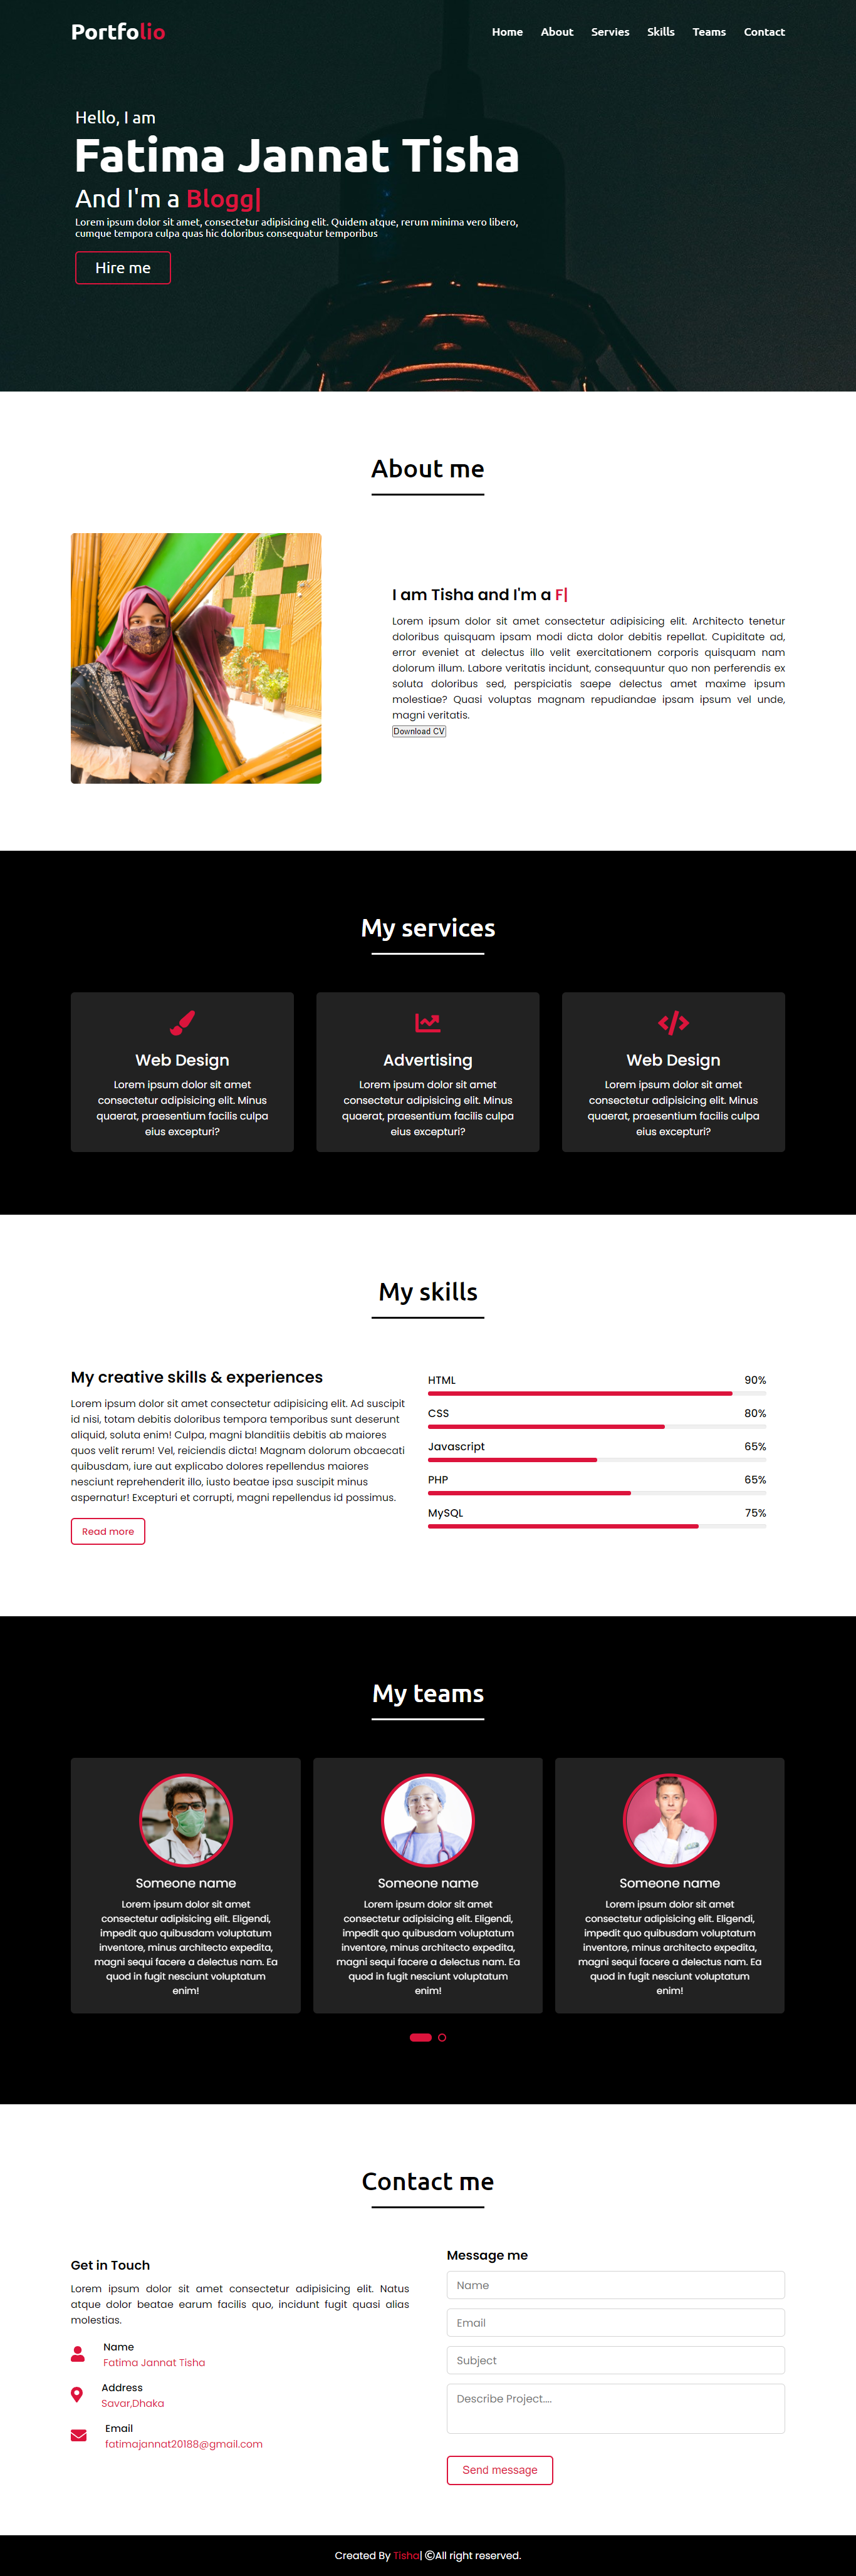 Portfolio
Home About Servies Skills Teams Contact
Hello, I am
Fatima Jannat Tisha
And I'm a Blogg|
Lorem ipsum dolor sit amet, consectetur adipisicing elit. Quidem atque, rerum minima vero libero,
cumque tempora culpa quas hic doloribus consequatur temporibus
Hire me
About me
I am Tisha and I'm a F|
Lorem ipsum dolor sit amet consectetur adipisicing elit. Architecto tenetur
doloribus quisquam ipsam modi dicta dolor debitis repellat. Cupiditate ad,
error eveniet at delectus illo velit exercitationem corporis quisquam nam
dolorum illum. Labore veritatis incidunt, consequuntur quo non perferendis ex
soluta doloribus sed, perspiciatis saepe delectus amet maxime ipsum
molestiae? Quasi voluptas magnam repudiandae ipsam ipsum vel unde,
magni veritatis.
Download CV
My services
Web Design
Lorem ipsum dolor sit amet
consectetur adipisicing elit. Minus
quaerat, praesentium facilis culpa
eius excepturi?
Advertising
Lorem ipsum dolor sit amet
consectetur adipisicing elit. Minus
quaerat, praesentium facilis culpa
eius excepturi?
Web Design
Lorem ipsum dolor sit amet
consectetur adipisicing elit. Minus
quaerat, praesentium facilis culpa
eius excepturi?
My skills
My creative skills & experiences
Lorem ipsum dolor sit amet consectetur adipisicing elit. Ad suscipit
id nisi, totam debitis doloribus tempora temporibus sunt deserunt
aliquid, soluta enim! Culpa, magni blanditiis debitis ab maiores
quos velit rerum! Vel, reiciendis dicta! Magnam dolorum obcaecati
quibusdam, iure aut explicabo dolores repellendus maiores
nesciunt reprehenderit illo, iusto beatae ipsa suscipit minus
aspernatur! Excepturi et corrupti, magni repellendus id possimus.
Read more
HTML 90%
CSS 80%
Javascript 65%
PHP 65%
MySQL 75%
My teams
Someone name
Lorem ipsum dolor sit amet
consectetur adipisicing elit. Eligendi,
impedit quo quibusdam voluptatum
inventore, minus architecto expedita,
magni sequi facere a delectus nam. Ea
quod in fugit nesciunt voluptatum
enim!
Someone name
Lorem ipsum dolor sit amet
consectetur adipisicing elit. Eligendi,
impedit quo quibusdam voluptatum
inventore, minus architecto expedita,
magni sequi facere a delectus nam. Ea
quod in fugit nesciunt voluptatum
enim!
Someone name
Lorem ipsum dolor sit amet
consectetur adipisicing elit. Eligendi,
impedit quo quibusdam voluptatum
inventore, minus architecto expedita,
magni sequi facere a delectus nam. Ea
quod in fugit nesciunt voluptatum
enim!
Contact me
Get in Touch
Lorem ipsum dolor sit amet consectetur adipisicing elit. Natus
atque dolor beatae earum facilis quo, incidunt fugit quasi alias
molestias.
Name
Fatima Jannat Tisha
Address
Savar,Dhaka
Email
fatimajannat20188@gmail.com
Message me
Name
Email
Subject
Describe Project....
Send message
Created By Tisha| ©All right reserved.